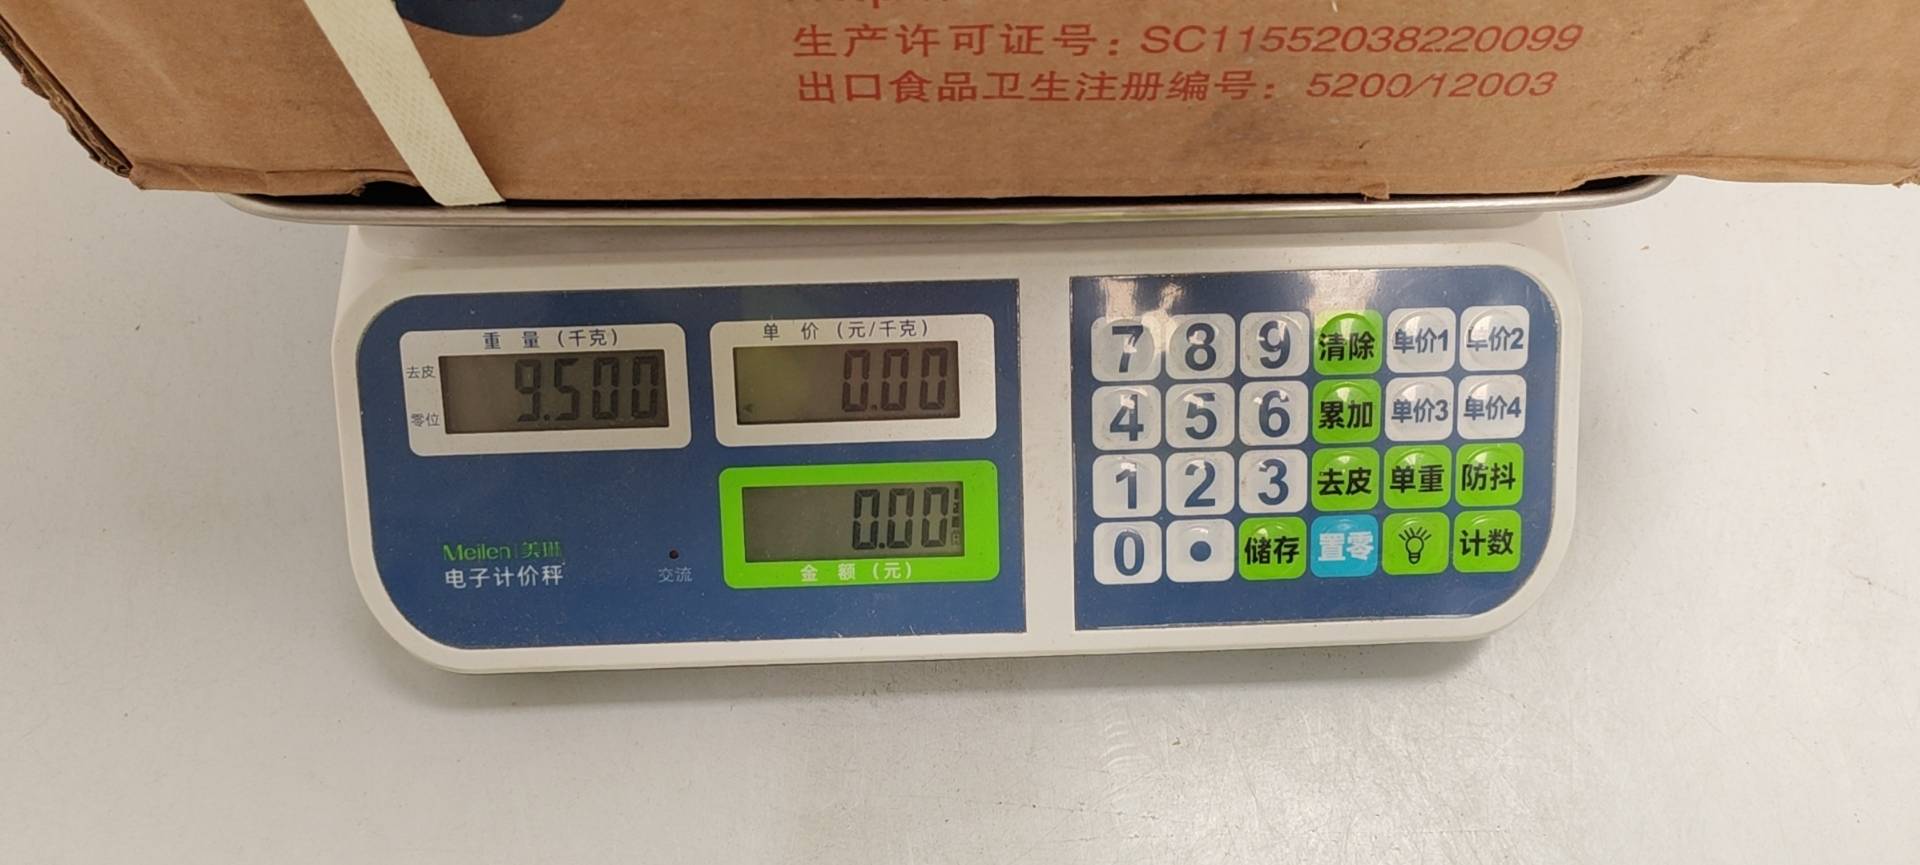 生产许可证号：SC11552038220099
出口食品卫生注册编号：5200/12003
重 量（千克）
去皮
9.500
零位
单 价（元/千克）
0.00
0.00
金 额（元）
Meilen|美琳
电子计价秤
交流
7 8 9 清除 单价1 单价2
4 5 6 累加 单价3 单价4
1 2 3 去皮 单重 防抖
0 • 储存 置零 计数